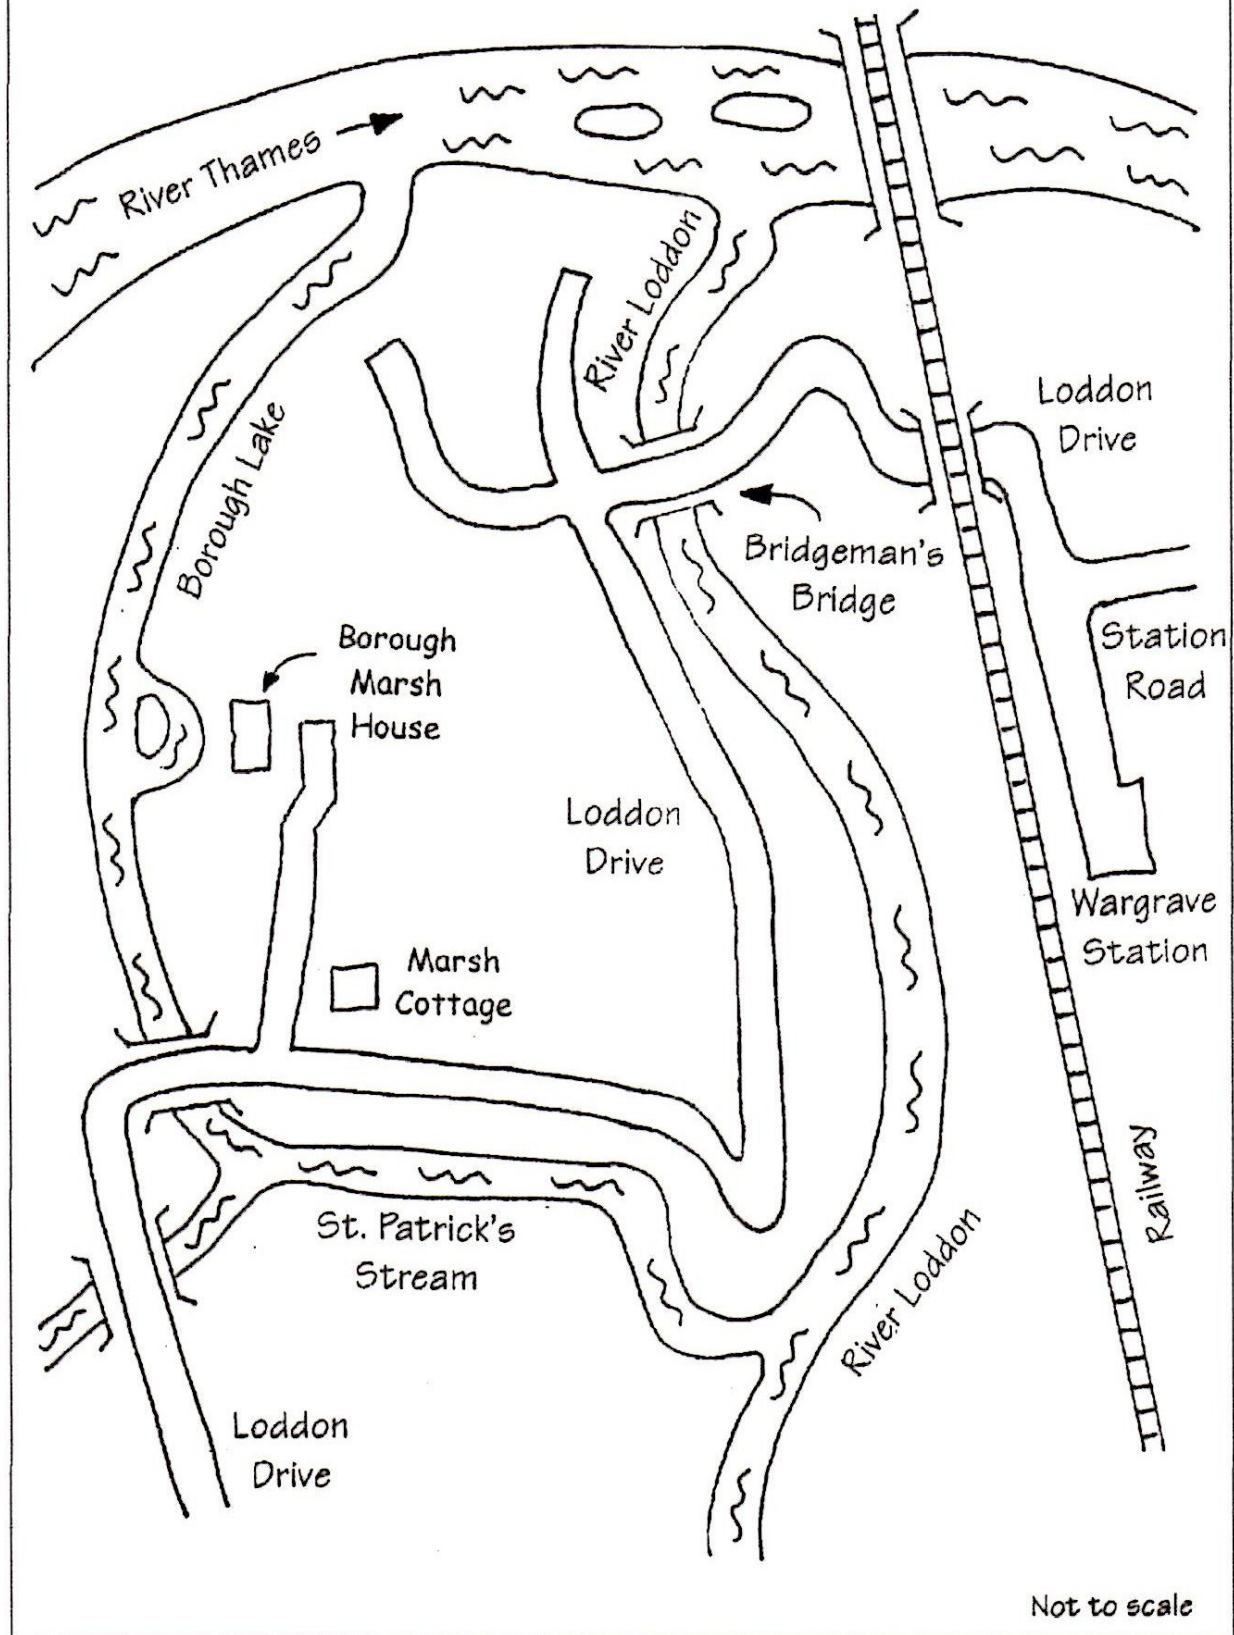 River Thames
River Loddon
Borough Lake
Loddon
Drive
Bridgeman's
Bridge
Station
Road
Borough
Marsh
House
Loddon
Drive
Wargrave
Station
Marsh
Cottage
Railway
St. Patrick's
Stream
River Loddon
Loddon
Drive
Not to scale